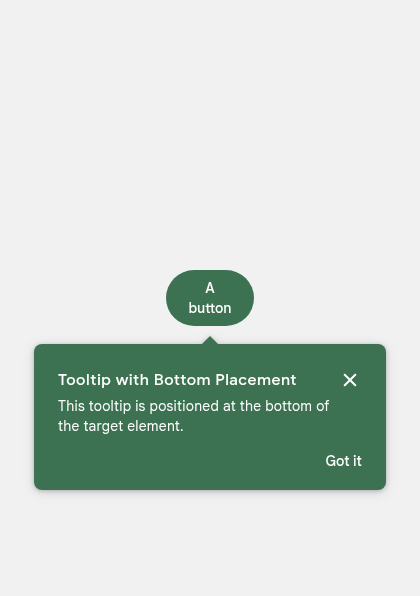 A
button
Tooltip with Bottom Placement
This tooltip is positioned at the bottom of
the target element.
Got it